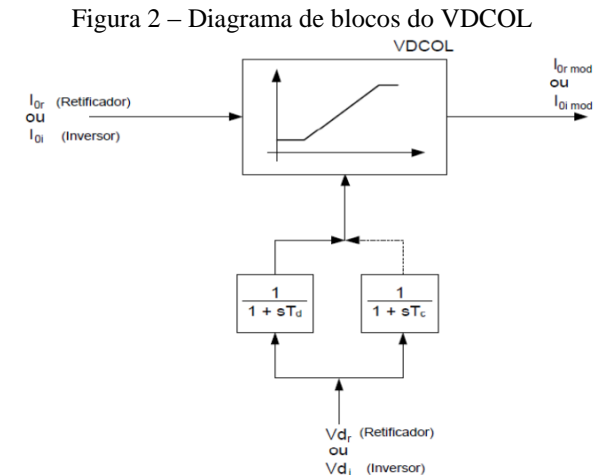 Figura 2 – Diagrama de blocos do VDCOL
VDCOL
I0r (Retificador)
ou
I0i (Inversor)
I0r mod
ou
I0i mod
1
1 + sTd
1
1 + sTc
Vdr (Retificador)
ou
Vdi (Inversor)